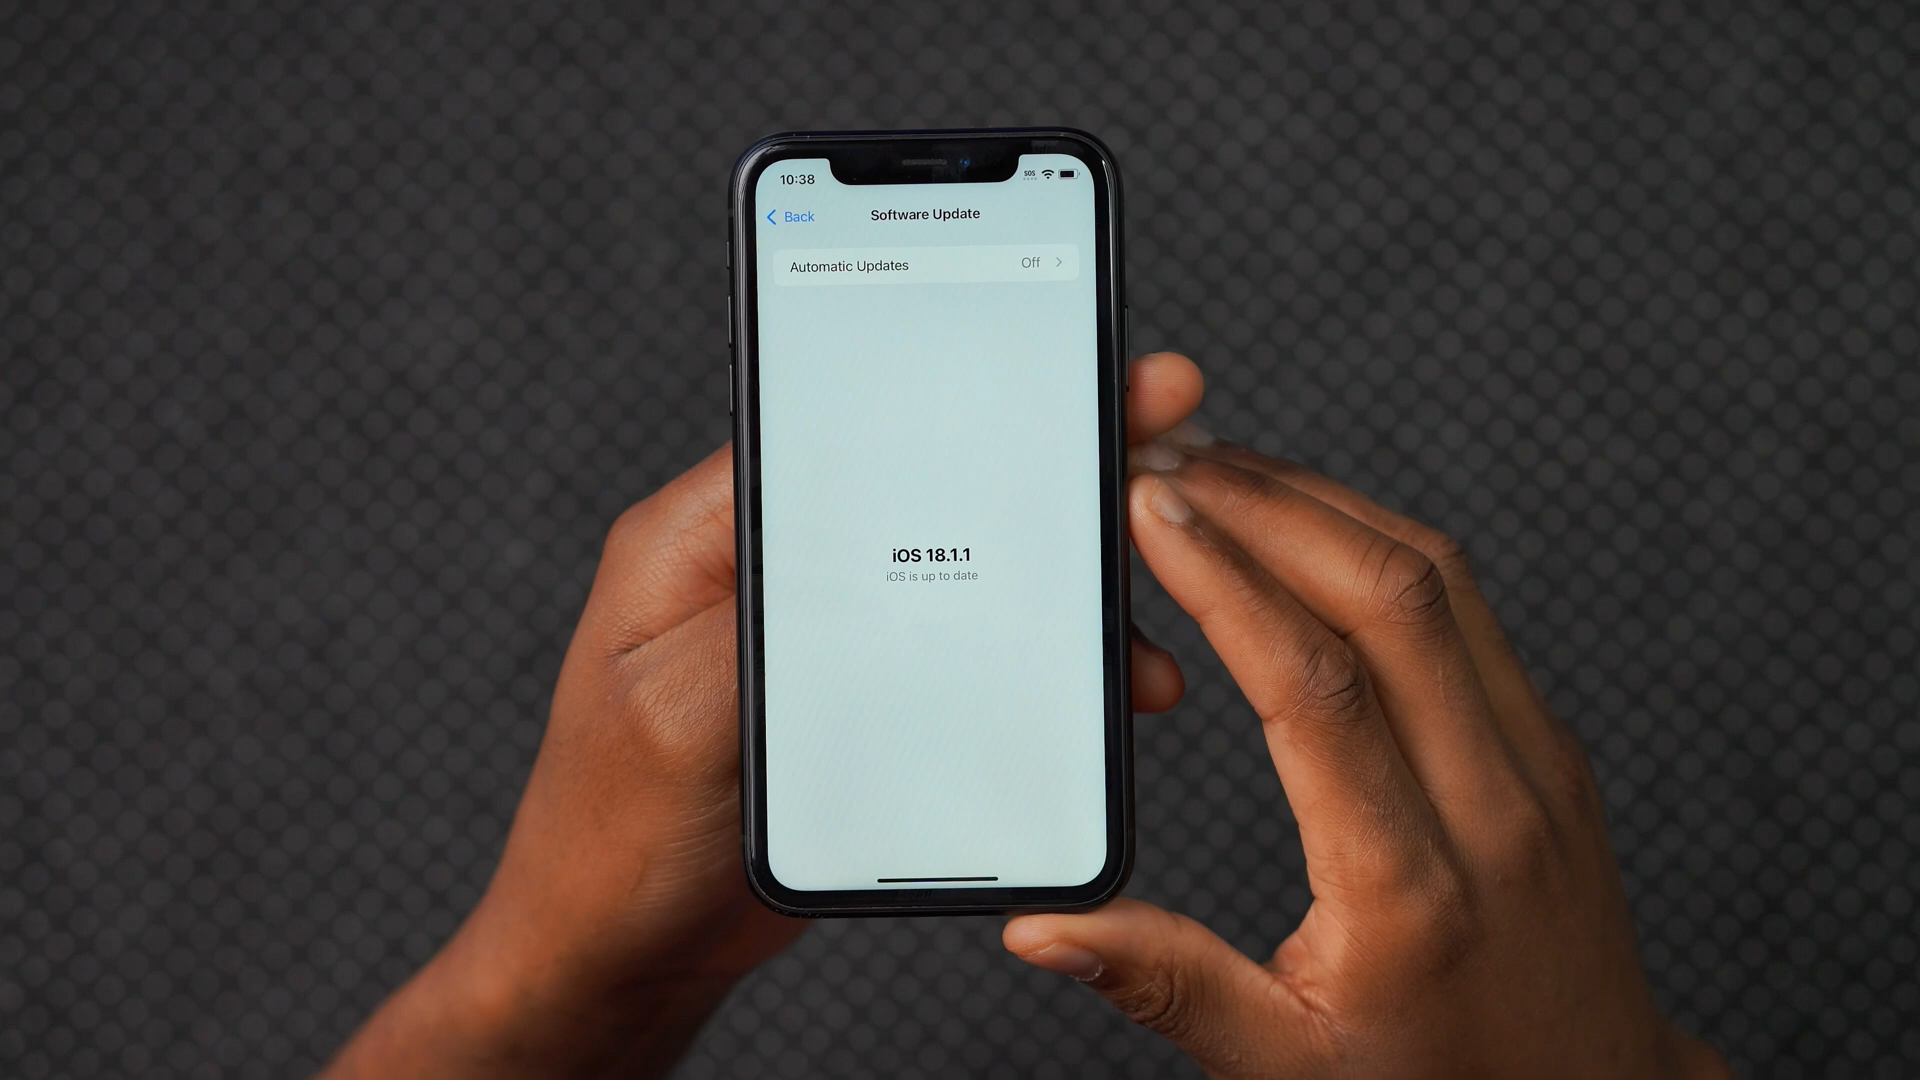 10:38
SOS
Back
Software Update
Automatic Updates Off
iOS 18.1.1
iOS is up to date